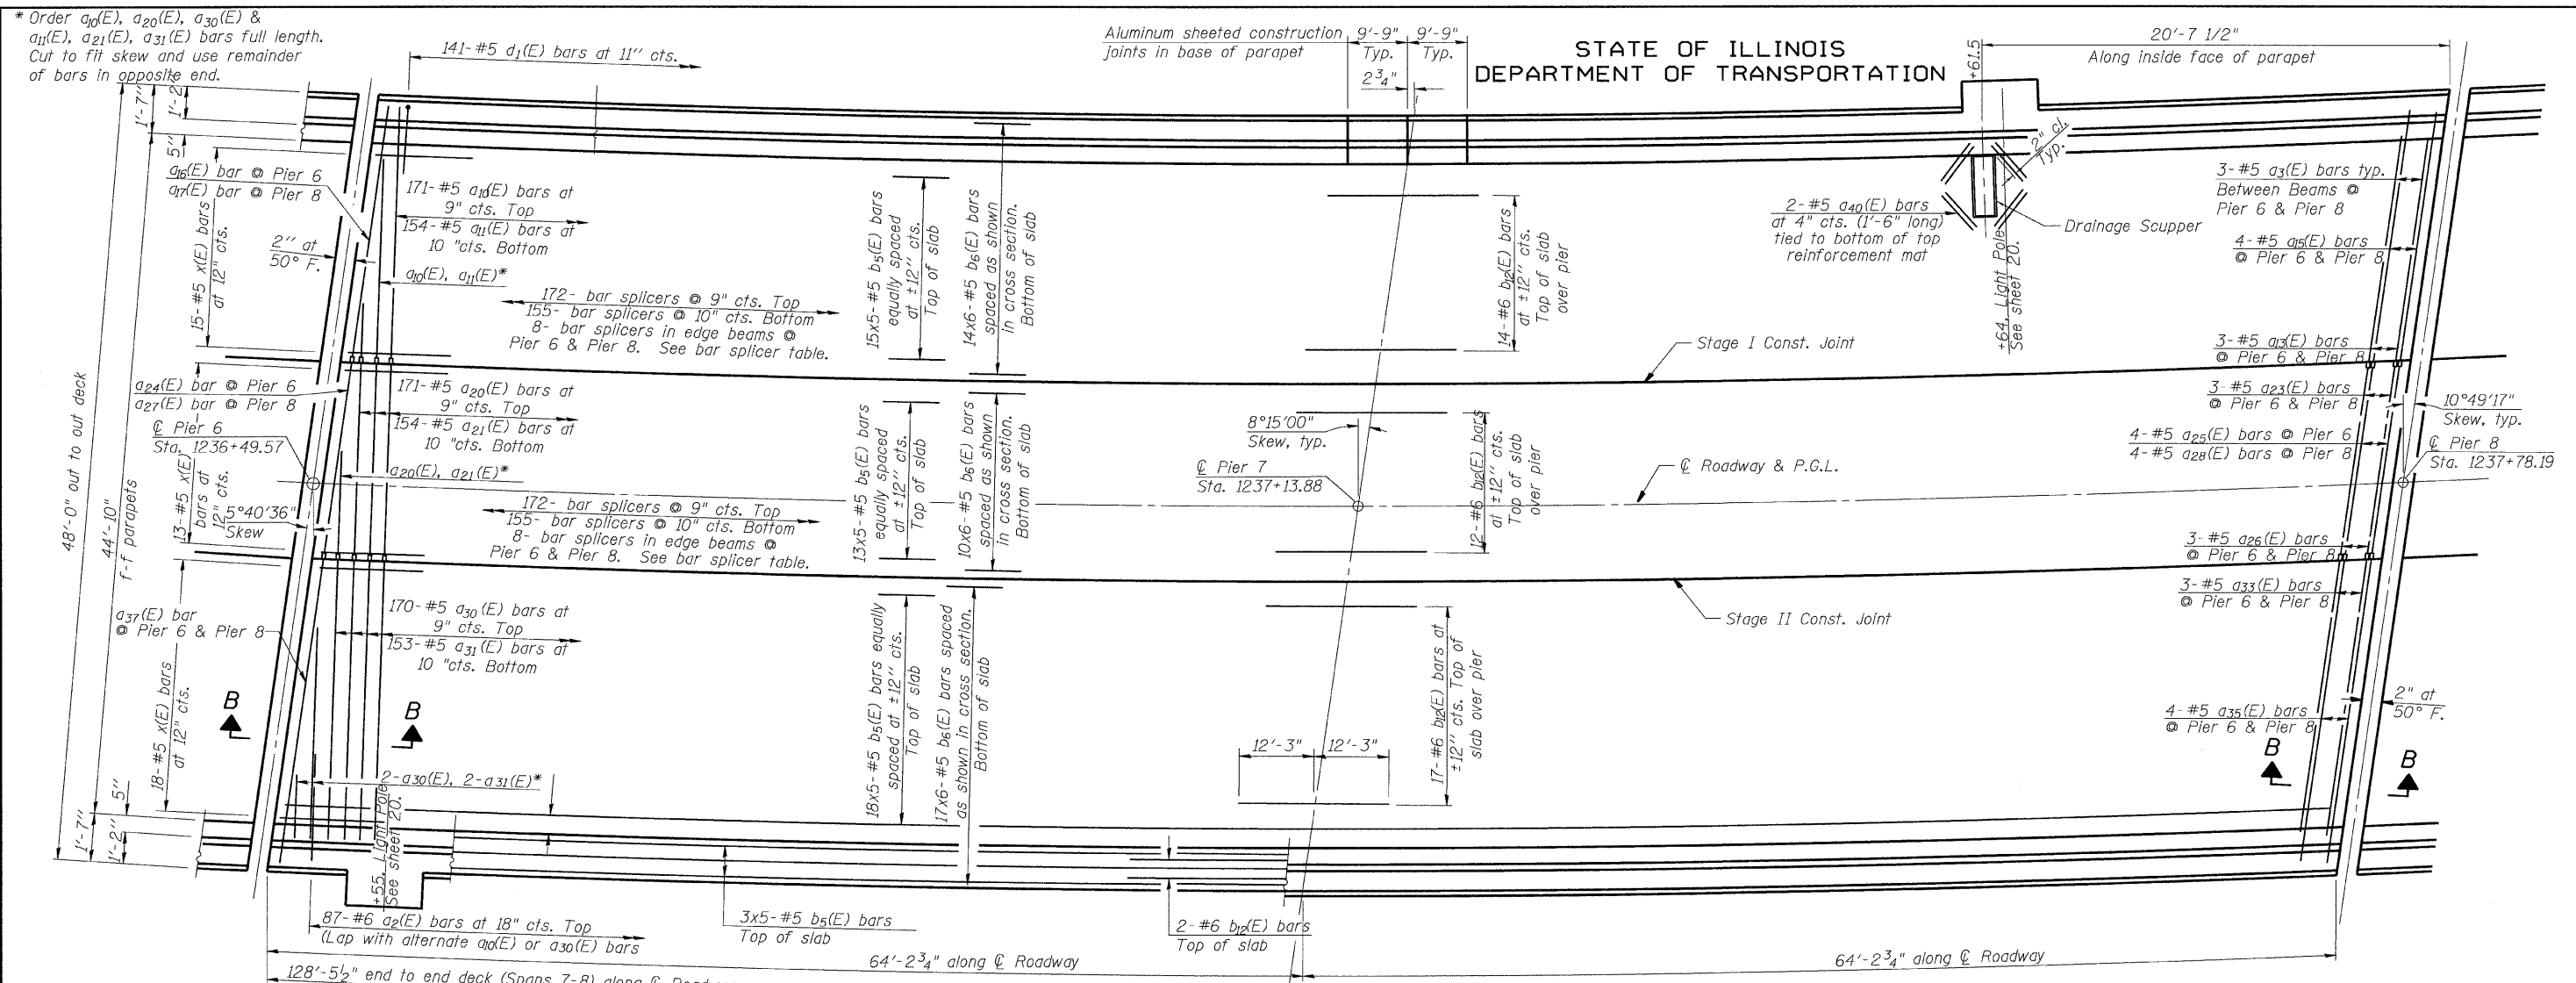 * Order a10(E), a20(E), a30(E) &
a11(E), a21(E), a31(E) bars full length.
Cut to fit skew and use remainder
of bars in opposite end.
141-#5 d1(E) bars at 11" cts.
Aluminum sheeted construction
joints in base of parapet
9'-9"
Typ.
9'-9"
Typ.
2 3/4"
STATE OF ILLINOIS
DEPARTMENT OF TRANSPORTATION
+61.5
20'-7 1/2"
Along inside face of parapet
1'-7"
1'-2"
5"
a16(E) bar @ Pier 6
a17(E) bar @ Pier 8
15-#5 x(E) bars
at 12" cts.
2" at
50° F.
171-#5 a10(E) bars at
9" cts. Top
154-#5 a11(E) bars at
10 "cts. Bottom
a10(E), a11(E)*
172- bar splicers @ 9" cts. Top
155- bar splicers @ 10" cts. Bottom
8- bar splicers in edge beams @
Pier 6 & Pier 8. See bar splicer table.
15x5-#5 b5(E) bars
equally spaced
at ±12" cts.
Top of slab
14x6-#5 b6(E) bars
spaced as shown
in cross section.
Bottom of slab
14-#6 b12(E) bars
at ±12" cts.
Top of slab
over pier
2" cl.
Typ.
2-#5 a40(E) bars
at 4" cts. (1'-6" long)
tied to bottom of top
reinforcement mat
Drainage Scupper
+64, Light Pole
See sheet 20.
3-#5 a3(E) bars typ.
Between Beams @
Pier 6 & Pier 8
4-#5 a15(E) bars
@ Pier 6 & Pier 8
Stage I Const. Joint
3-#5 a13(E) bars
@ Pier 6 & Pier 8
48'-0" out to out deck
44'-10"
f-f parapets
a24(E) bar @ Pier 6
a27(E) bar @ Pier 8
℄ Pier 6
Sta. 1236+49.57
13-#5 x(E)
bars at
12" cts.
5°40'36"
Skew
171-#5 a20(E) bars at
9" cts. Top
154-#5 a21(E) bars at
10 "cts. Bottom
a20(E), a21(E)*
172- bar splicers @ 9" cts. Top
155- bar splicers @ 10" cts. Bottom
8- bar splicers in edge beams @
Pier 6 & Pier 8. See bar splicer table.
13x5-#5 b5(E) bars
equally spaced
at ±12" cts.
Top of slab
10x6-#5 b6(E) bars
spaced as shown
in cross section.
Bottom of slab
8°15'00"
Skew, typ.
℄ Pier 7
Sta. 1237+13.88
12-#6 b12(E) bars
at ±12" cts.
Top of slab
over pier
℄ Roadway & P.G.L.
3-#5 a23(E) bars
@ Pier 6 & Pier 8
4-#5 a25(E) bars @ Pier 6
4-#5 a28(E) bars @ Pier 8
10°49'17"
Skew, typ.
℄ Pier 8
Sta. 1237+78.19
3-#5 a26(E) bars
@ Pier 6 & Pier 8
3-#5 a33(E) bars
@ Pier 6 & Pier 8
Stage II Const. Joint
a37(E) bar
@ Pier 6 & Pier 8
170-#5 a30(E) bars at
9" cts. Top
153-#5 a31(E) bars at
10 "cts. Bottom
18-#5 x(E) bars
at 12" cts.
B
B
18x5-#5 b5(E) bars equally
spaced at ±12" cts.
Top of slab
17x6-#5 b6(E) bars spaced
as shown in cross section.
Bottom of slab
17-#6 b12(E) bars at
±12" cts. Top of
slab over pier
12'-3"
12'-3"
4-#5 a35(E) bars
@ Pier 6 & Pier 8
2" at
50° F.
B
B
2-a30(E), 2-a31(E)*
5"
1'-7"
1'-2"
+55, Light Pole
See sheet 20.
87-#6 a2(E) bars at 18" cts. Top
(Lap with alternate a10(E) or a30(E) bars
3x5-#5 b5(E) bars
Top of slab
2-#6 b12(E) bars
Top of slab
64'-2 3/4" along ℄ Roadway
64'-2 3/4" along ℄ Roadway
128'-5 1/2" end to end deck (Spans 7-8) along ℄